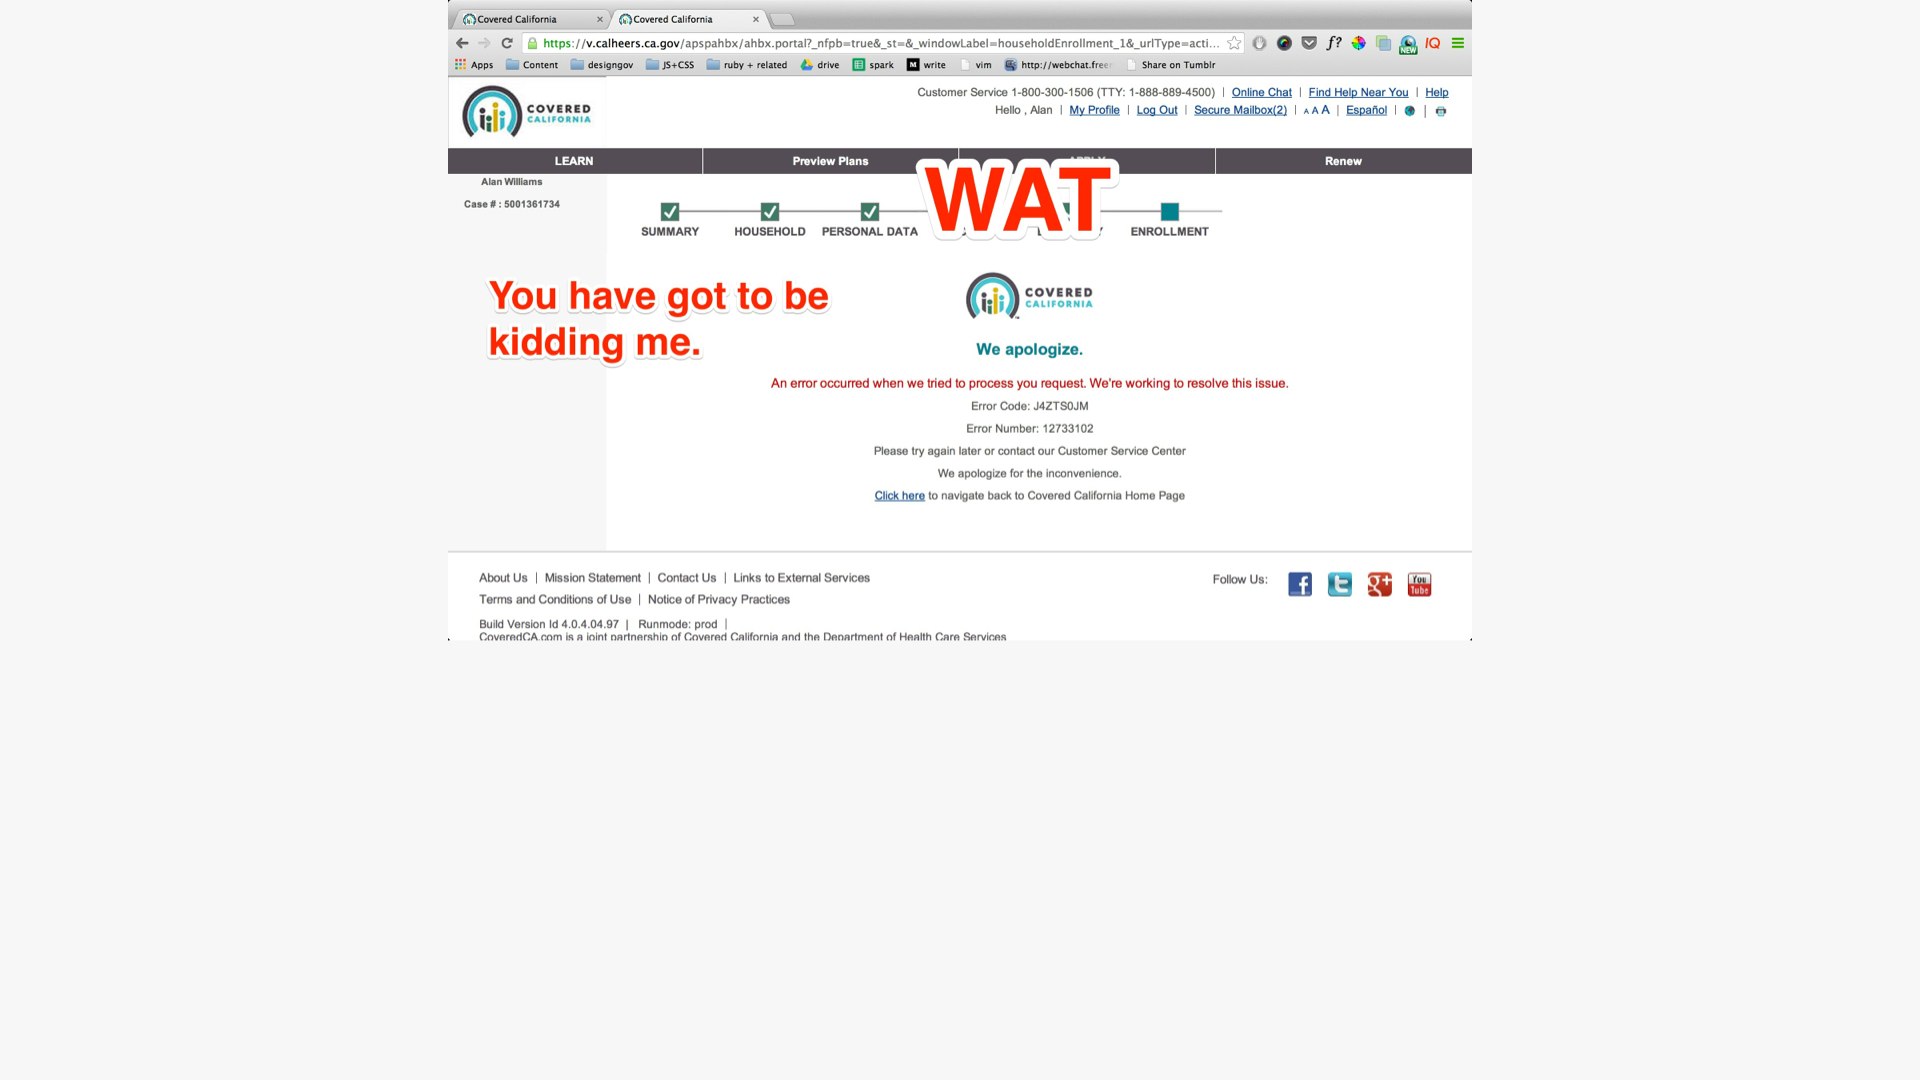 Covered California
Covered California
https://v.calheers.ca.gov/apspahbx/ahbx.portal?_nfpb=true&_st=&_windowLabel=householdEnrollment_1&_urlType=acti...
f?
NEW
IQ
Apps Content designgov JS+CSS ruby + related drive spark write vim http://webchat.free Share on Tumblr
COVERED
CALIFORNIA
Customer Service 1-800-300-1506 (TTY: 1-888-889-4500) | Online Chat | Find Help Near You | Help
Hello , Alan | My Profile | Log Out | Secure Mailbox(2) | A A A | Español |
LEARN Preview Plans Renew
WAT
Alan Williams
Case # : 5001361734
SUMMARY HOUSEHOLD PERSONAL DATA ENROLLMENT
You have got to be
kidding me.
COVERED
CALIFORNIA
We apologize.
An error occurred when we tried to process you request. We're working to resolve this issue.
Error Code: J4ZTS0JM
Error Number: 12733102
Please try again later or contact our Customer Service Center
We apologize for the inconvenience.
Click here to navigate back to Covered California Home Page
About Us | Mission Statement | Contact Us | Links to External Services
Terms and Conditions of Use | Notice of Privacy Practices
Follow Us:
You
Tube
Build Version Id 4.0.4.04.97 | Runmode: prod |
CoveredCA.com is a joint partnership of Covered California and the Department of Health Care Services